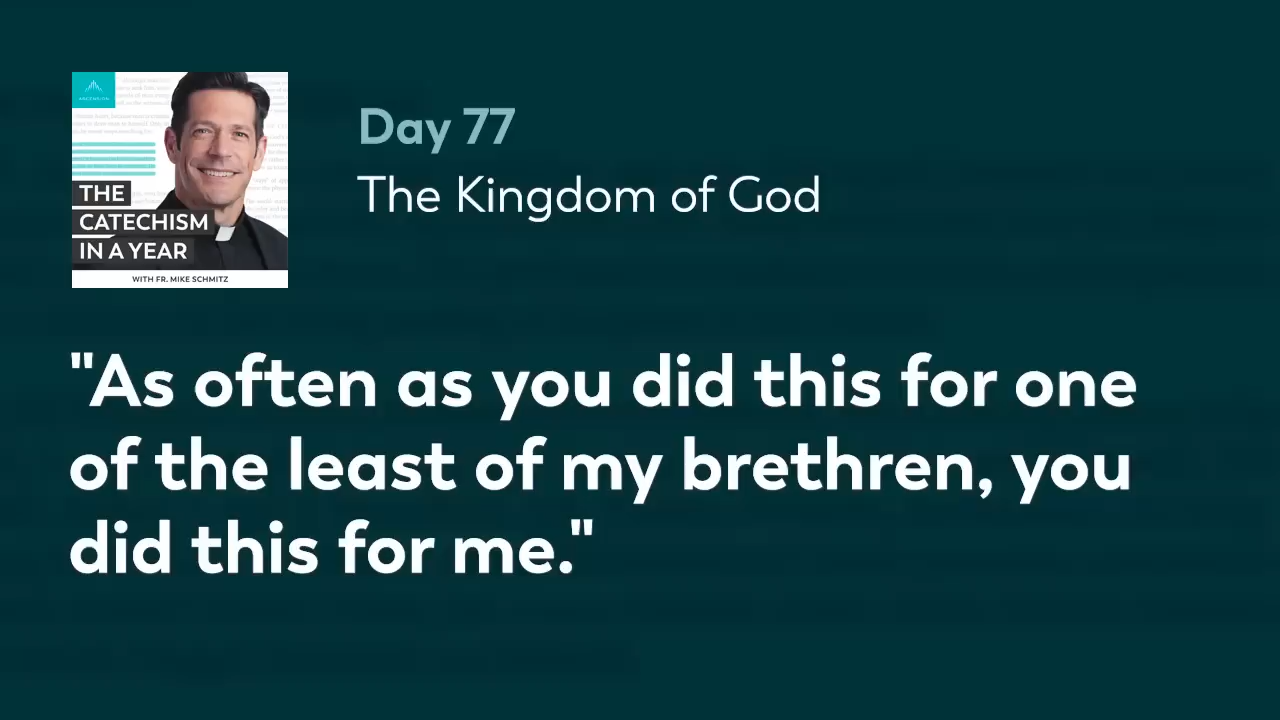 ASCENSION
THE
CATECHISM
IN A YEAR
WITH FR. MIKE SCHMITZ
Day 77
The Kingdom of God
"As often as you did this for one
of the least of my brethren, you
did this for me."